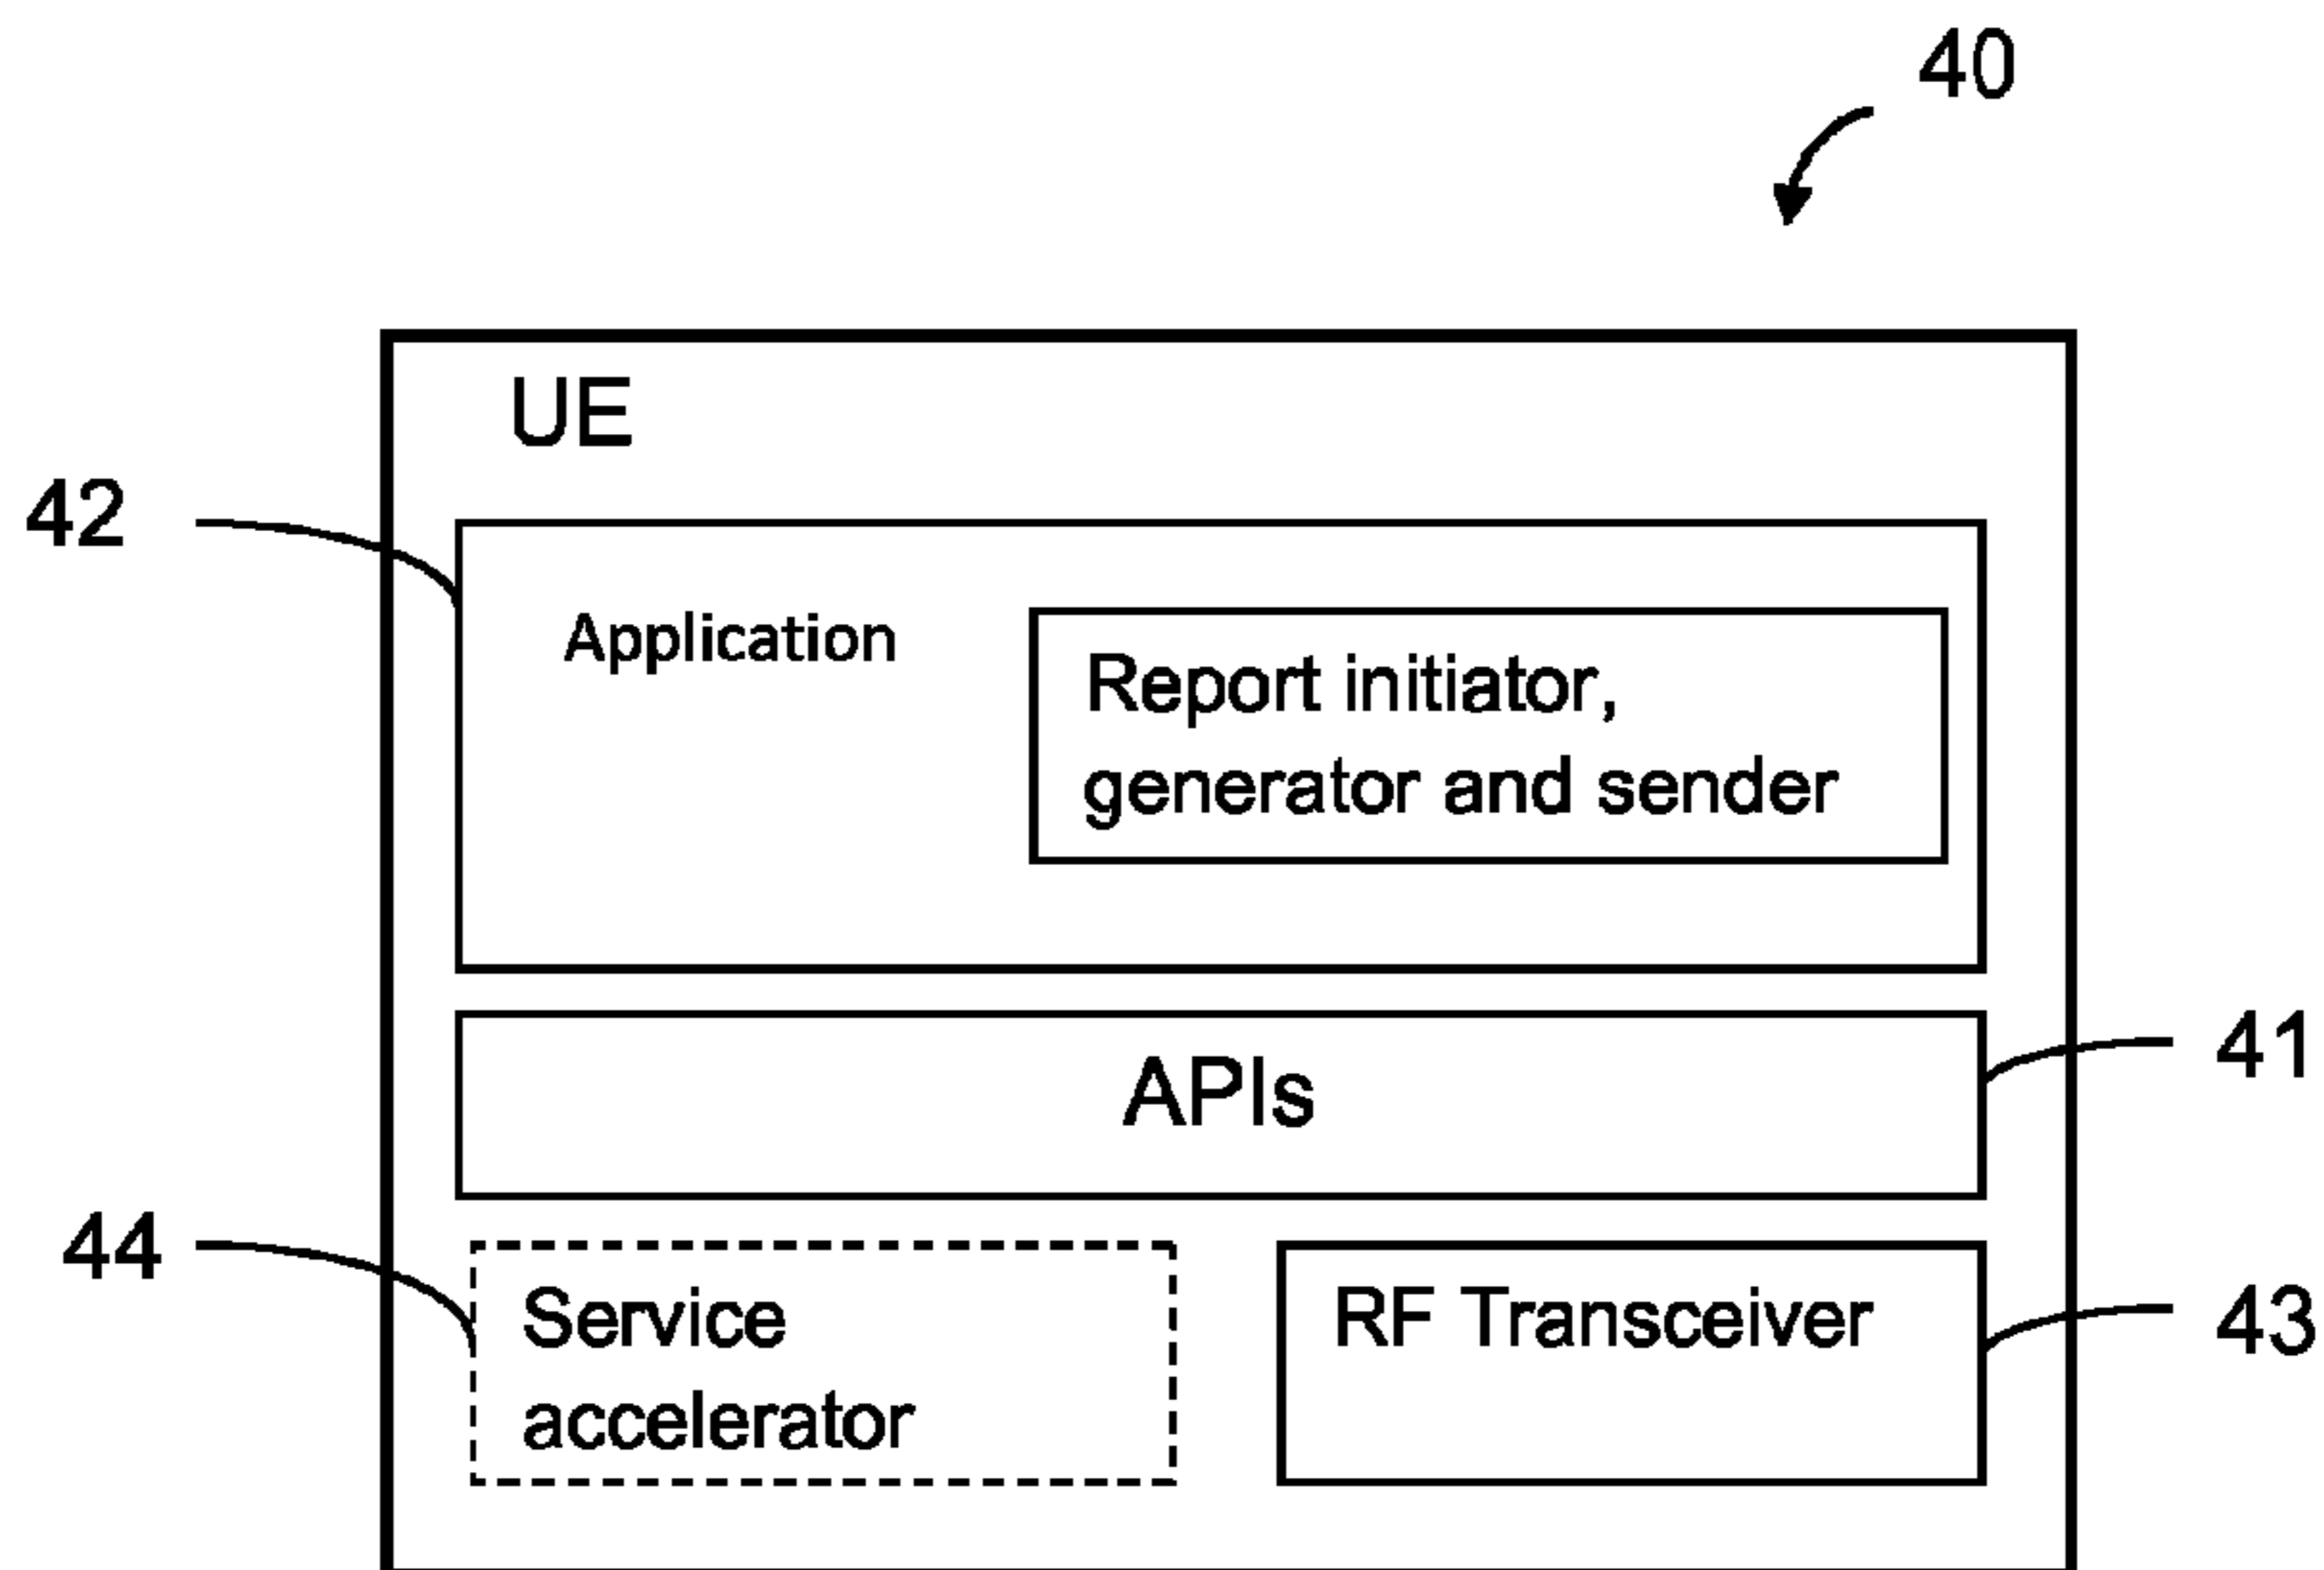 40
UE
42
Application
Report initiator,
generator and sender
APIs
41
44
Service
accelerator
RF Transceiver
43